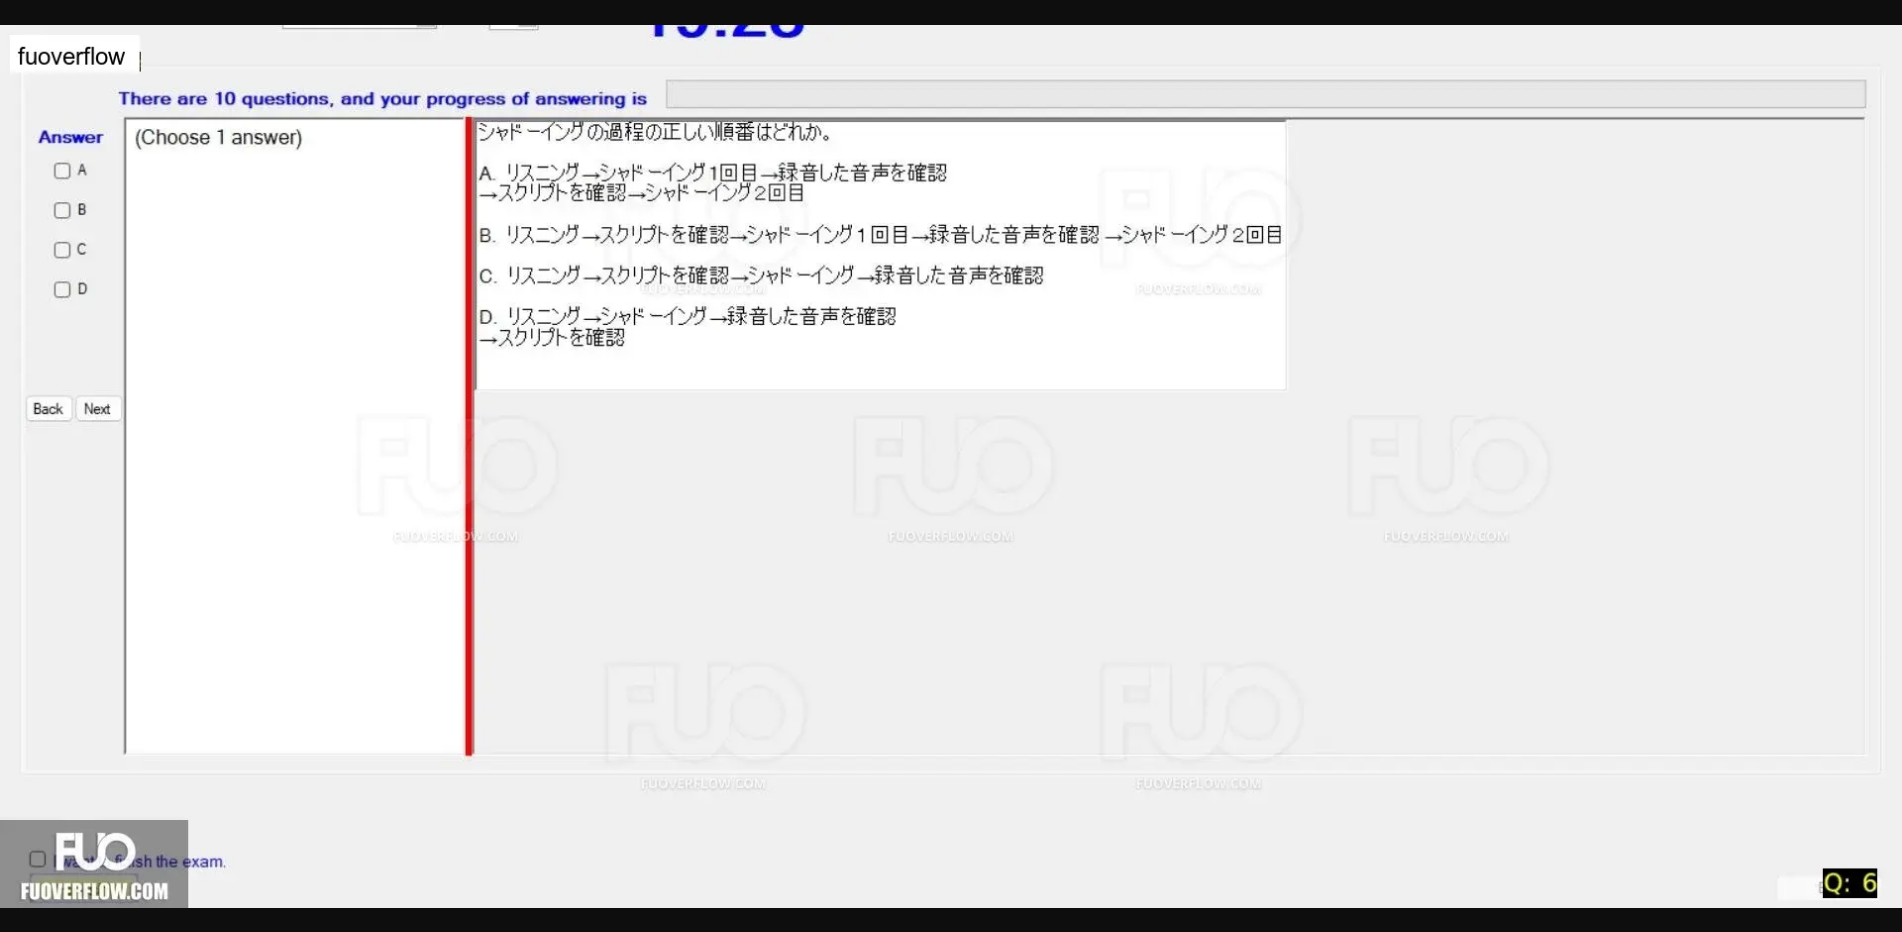 fuoverflow
There are 10 questions, and your progress of answering is
Answer
(Choose 1 answer)
A
B
C
D
Back
Next
シャドーイングの過程の正しい順番はどれか。
A. リスニング→シャドーイング1回目→録音した音声を確認
→スクリプトを確認→シャドーイング2回目
B. リスニング→スクリプトを確認→シャドーイング1回目→録音した音声を確認→シャドーイング2回目
C. リスニング→スクリプトを確認→シャドーイング→録音した音声を確認
D. リスニング→シャドーイング→録音した音声を確認
→スクリプトを確認
FUOVERFLOW.COM
FUOVERFLOW.COM
FUO
FUOVERFLOW.COM
FUO
FUOVERFLOW.COM
FUO
FUOVERFLOW.COM
FUO
FUOVERFLOW.COM
FUO
FUOVERFLOW.COM
FUO
the exam.
FUOVERFLOW.COM
Q: 6